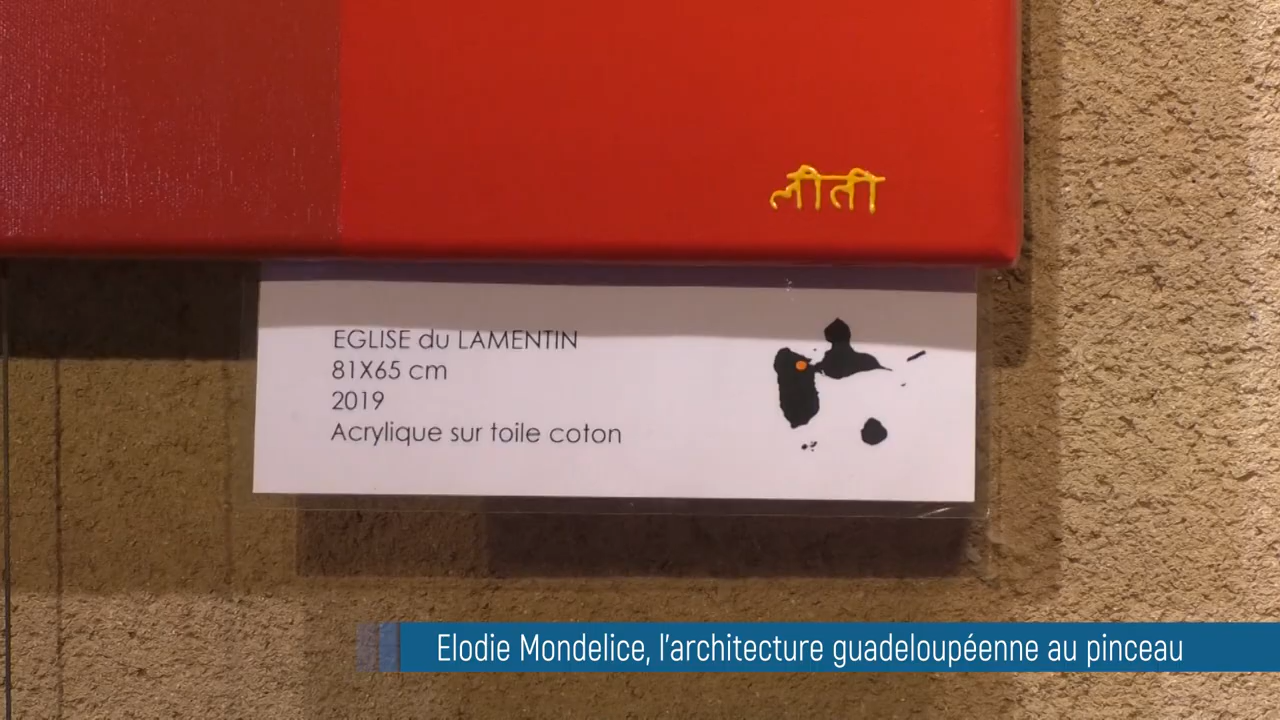 लीती
EGLISE du LAMENTIN
81X65 cm
2019
Acrylique sur toile coton
Elodie Mondelice, l'architecture guadeloupéenne au pinceau